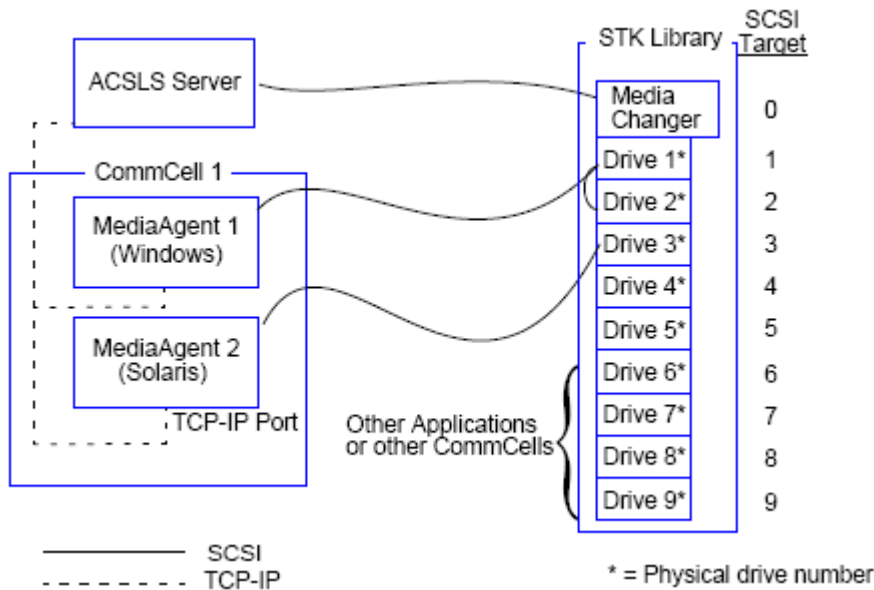 SCSI
Target
STK Library
ACSLS Server
Media
Changer
0
Drive 1*
1
CommCell 1
Drive 2*
2
MediaAgent 1
(Windows)
Drive 3*
3
Drive 4*
4
Drive 5*
5
MediaAgent 2
(Solaris)
Drive 6*
6
TCP-IP Port
Other Applications
or other CommCells
Drive 7*
7
Drive 8*
8
Drive 9*
9
SCSI
TCP-IP
* = Physical drive number